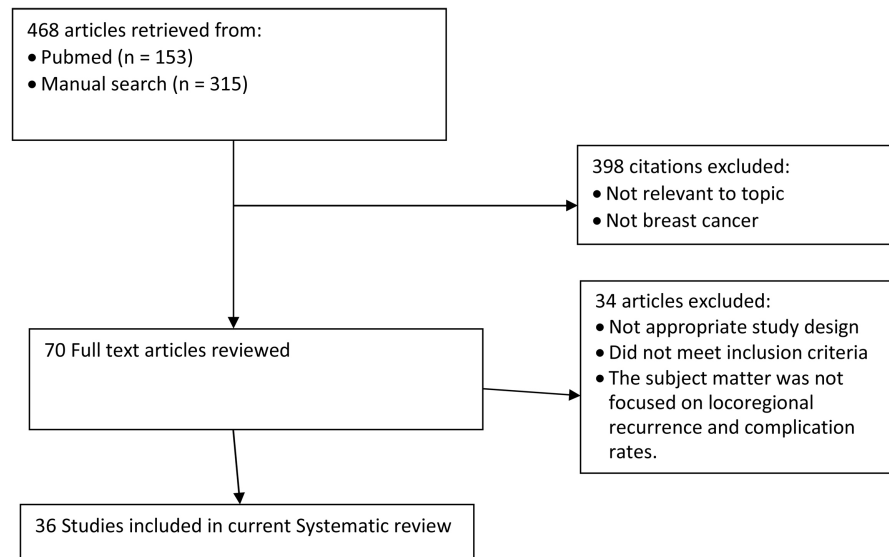 468 articles retrieved from:
• Pubmed (n = 153)
• Manual search (n = 315)
398 citations excluded:
• Not relevant to topic
• Not breast cancer
34 articles excluded:
• Not appropriate study design
• Did not meet inclusion criteria
• The subject matter was not
focused on locoregional
recurrence and complication
rates.
70 Full text articles reviewed
36 Studies included in current Systematic review